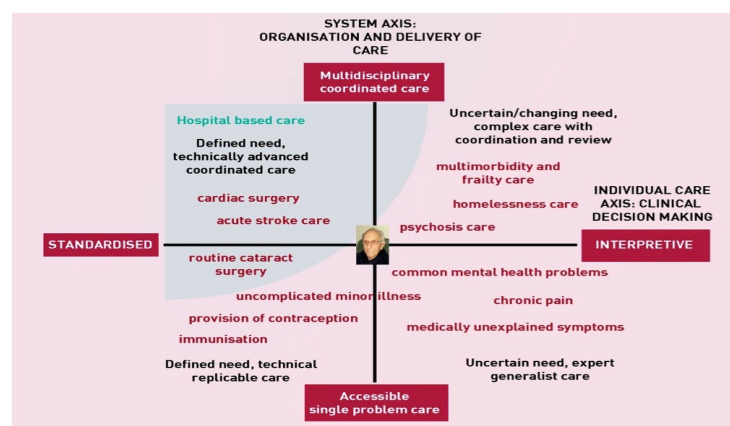 SYSTEM AXIS:
ORGANISATION AND DELIVERY OF
CARE
Multidisciplinary
coordinated care
Hospital based care
Defined need,
technically advanced
coordinated care
cardiac surgery
acute stroke care
Uncertain/changing need,
complex care with
coordination and review
multimorbidity and
frailty care
homelessness care
psychosis care
INDIVIDUAL CARE
AXIS: CLINICAL
DECISION MAKING
STANDARDISED
INTERPRETIVE
routine cataract
surgery
uncomplicated minor illness
provision of contraception
immunisation
Defined need, technical
replicable care
common mental health problems
chronic pain
medically unexplained symptoms
Uncertain need, expert
generalist care
Accessible
single problem care